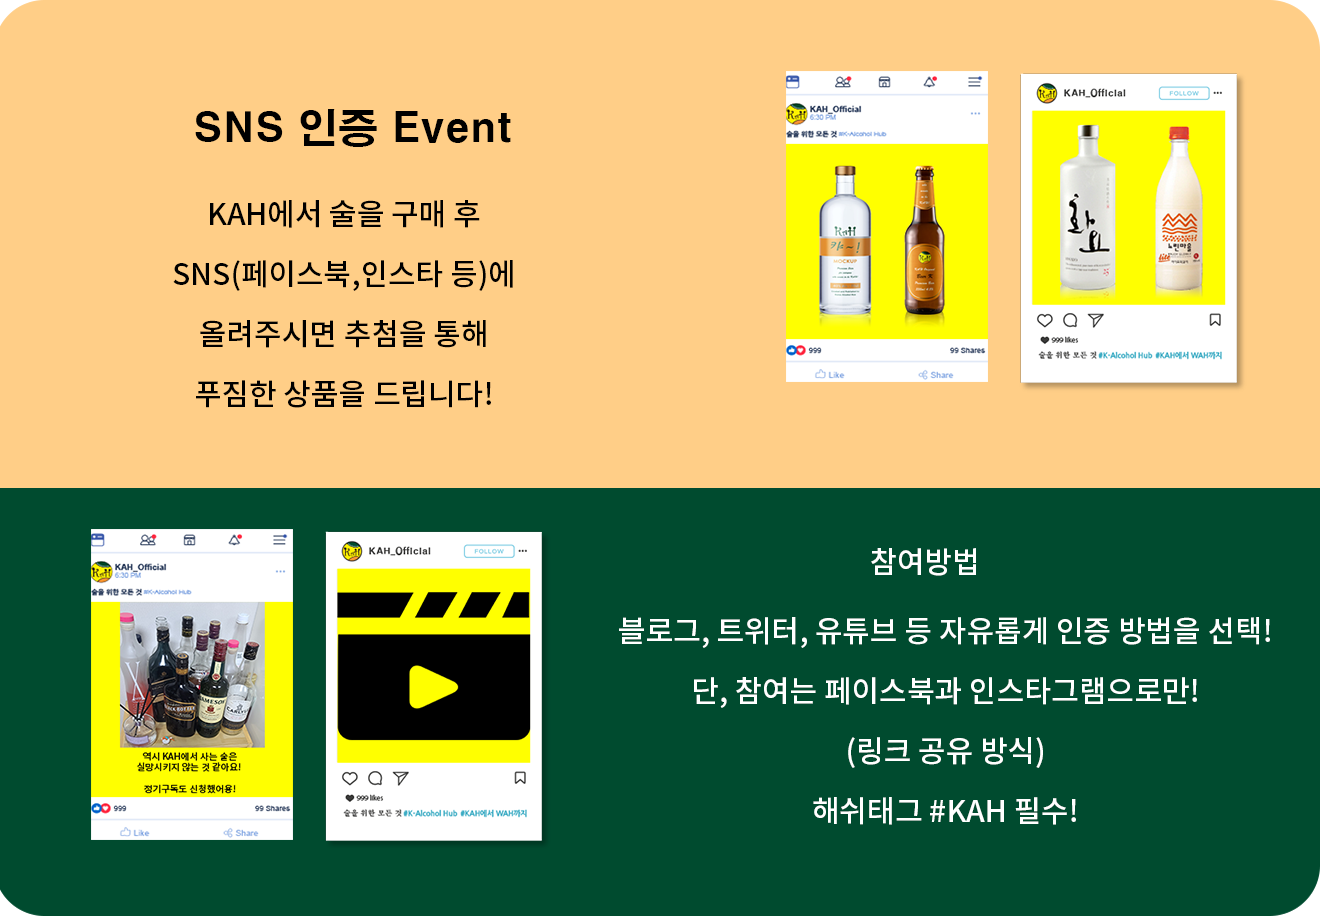 SNS 인증 Event
KAH에서 술을 구매 후
SNS(페이스북,인스타 등)에
올려주시면 추첨을 통해
푸짐한 상품을 드립니다!
KAH_Official
6:30 PM
술을 위한 모든 것 #K-Alcohol Hub
KaH
카~!
MOCKUP
999
99 Shares
Like
Share
KAH_Official
FOLLOW
화요
느린마을
lite
999 likes
술을 위한 모든 것 #K-Alcohol Hub #KAH에서 WAH까지
KAH_Official
6:30 PM
술을 위한 모든 것 #K-Alcohol Hub
JAMESON
역시 KAH에서 사는 술은
실망시키지 않는 것 같아요!
정기구독도 신청했어용!
999
99 Shares
Like
Share
KAH_Official
FOLLOW
999 likes
술을 위한 모든 것 #K-Alcohol Hub #KAH에서 WAH까지
참여방법
블로그, 트위터, 유튜브 등 자유롭게 인증 방법을 선택!
단, 참여는 페이스북과 인스타그램으로만!
(링크 공유 방식)
해쉬태그 #KAH 필수!